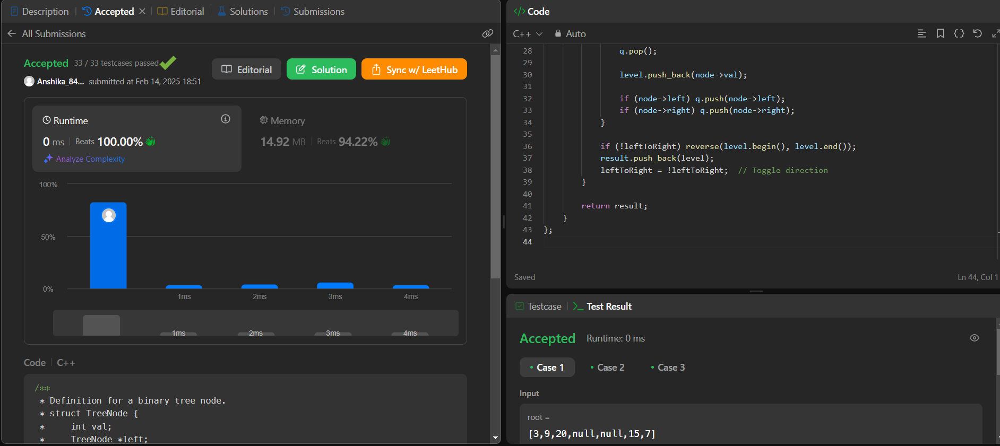 Description
Accepted
Editorial
Solutions
Submissions
All Submissions
Accepted 33 / 33 testcases passed
Anshika_84... submitted at Feb 14, 2025 18:51
Editorial
Solution
Sync w/ LeetHub
Runtime
0 ms Beats 100.00%
Analyze Complexity
Memory
14.92 MB Beats 94.22%
100%
50%
0%
1ms 2ms 3ms 4ms
1ms 2ms 3ms 4ms
Code C++
/**
* Definition for a binary tree node.
* struct TreeNode {
*     int val;
*     TreeNode *left;
</> Code
C++ Auto
28 q.pop();
29
30 level.push_back(node->val);
31
32 if (node->left) q.push(node->left);
33 if (node->right) q.push(node->right);
34 }
35
36 if (!leftToRight) reverse(level.begin(), level.end());
37 result.push_back(level);
38 leftToRight = !leftToRight;  // Toggle direction
39 }
40
41 return result;
42 }
43 };
44
Saved
Ln 44, Col 1
Testcase
Test Result
Accepted Runtime: 0 ms
Case 1
Case 2
Case 3
Input
root =
[3,9,20,null,null,15,7]